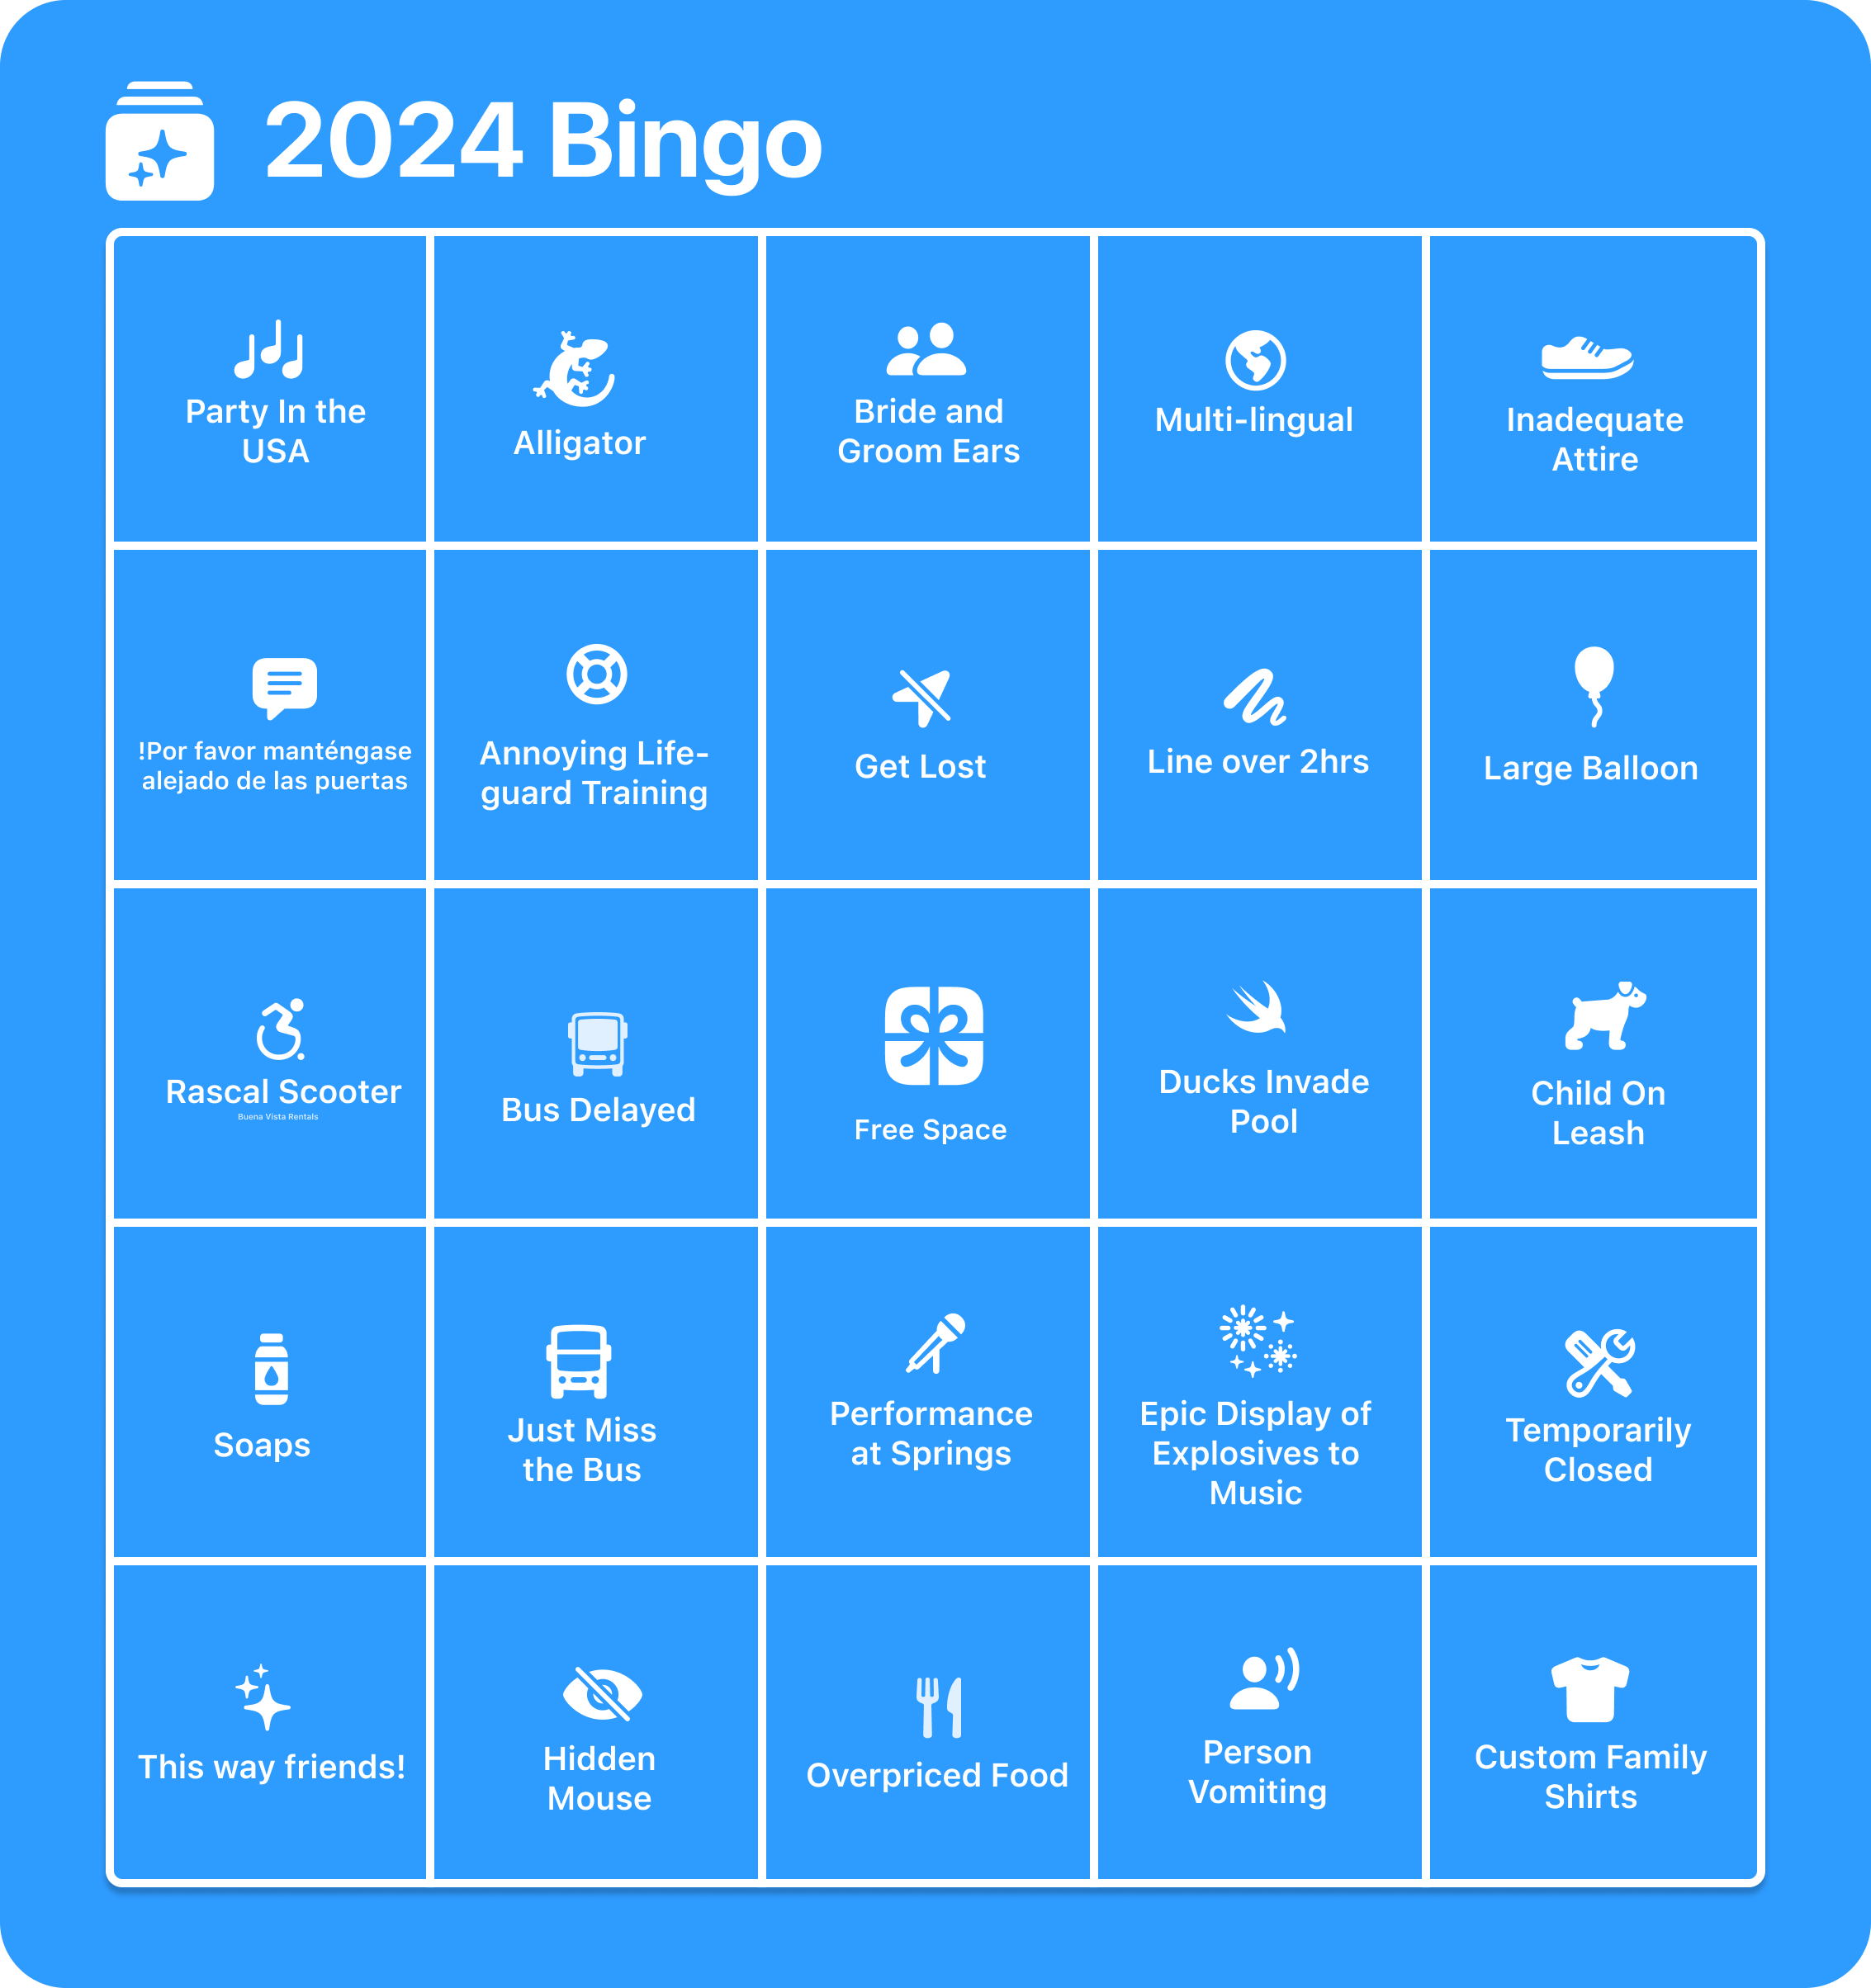 2024 Bingo
Party In the
USA
Alligator
Bride and
Groom Ears
Multi-lingual
Inadequate
Attire
!Por favor manténgase
alejado de las puertas
Annoying Life-
guard Training
Get Lost
Line over 2hrs
Large Balloon
Rascal Scooter
Buena Vista Rentals
Bus Delayed
Free Space
Ducks Invade
Pool
Child On
Leash
Soaps
Just Miss
the Bus
Performance
at Springs
Epic Display of
Explosives to
Music
Temporarily
Closed
This way friends!
Hidden
Mouse
Overpriced Food
Person
Vomiting
Custom Family
Shirts